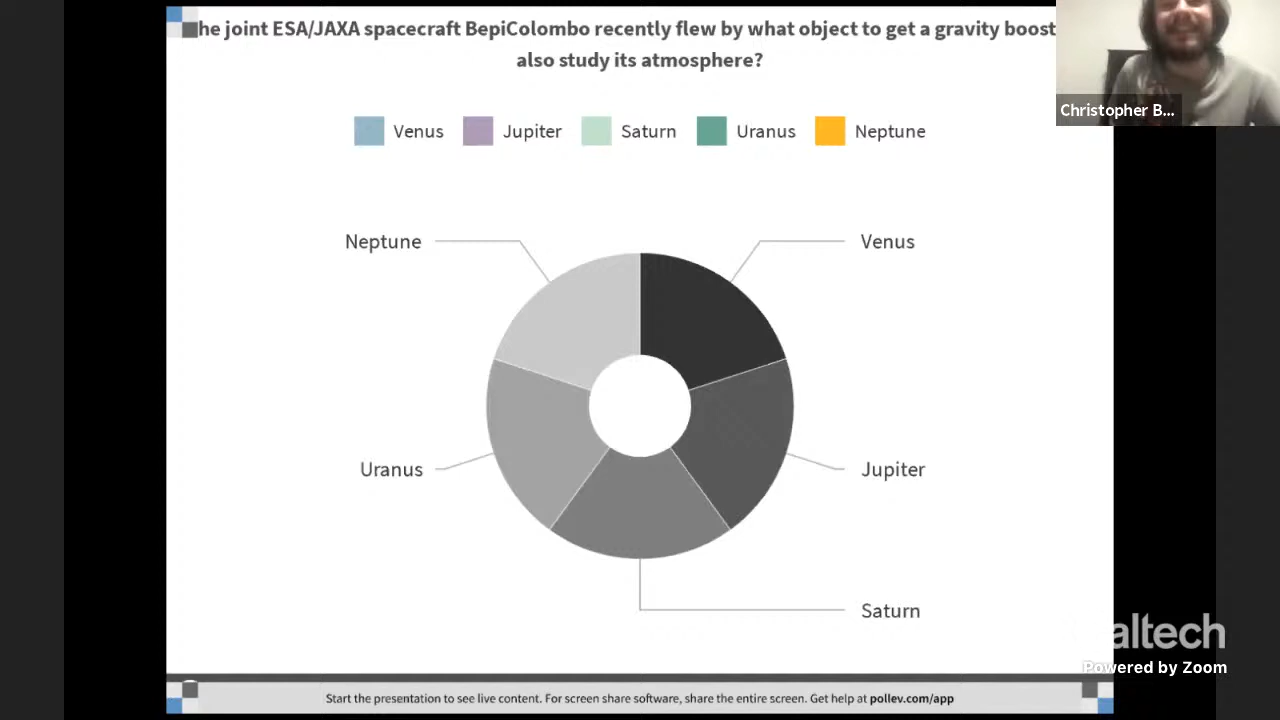 he joint ESA/JAXA spacecraft BepiColombo recently flew by what object to get a gravity boost
also study its atmosphere?
Christopher B...
Venus Jupiter Saturn Uranus Neptune
Neptune Venus
Uranus Jupiter
Saturn
altech
Powered by Zoom
Start the presentation to see live content. For screen share software, share the entire screen. Get help at pollev.com/app